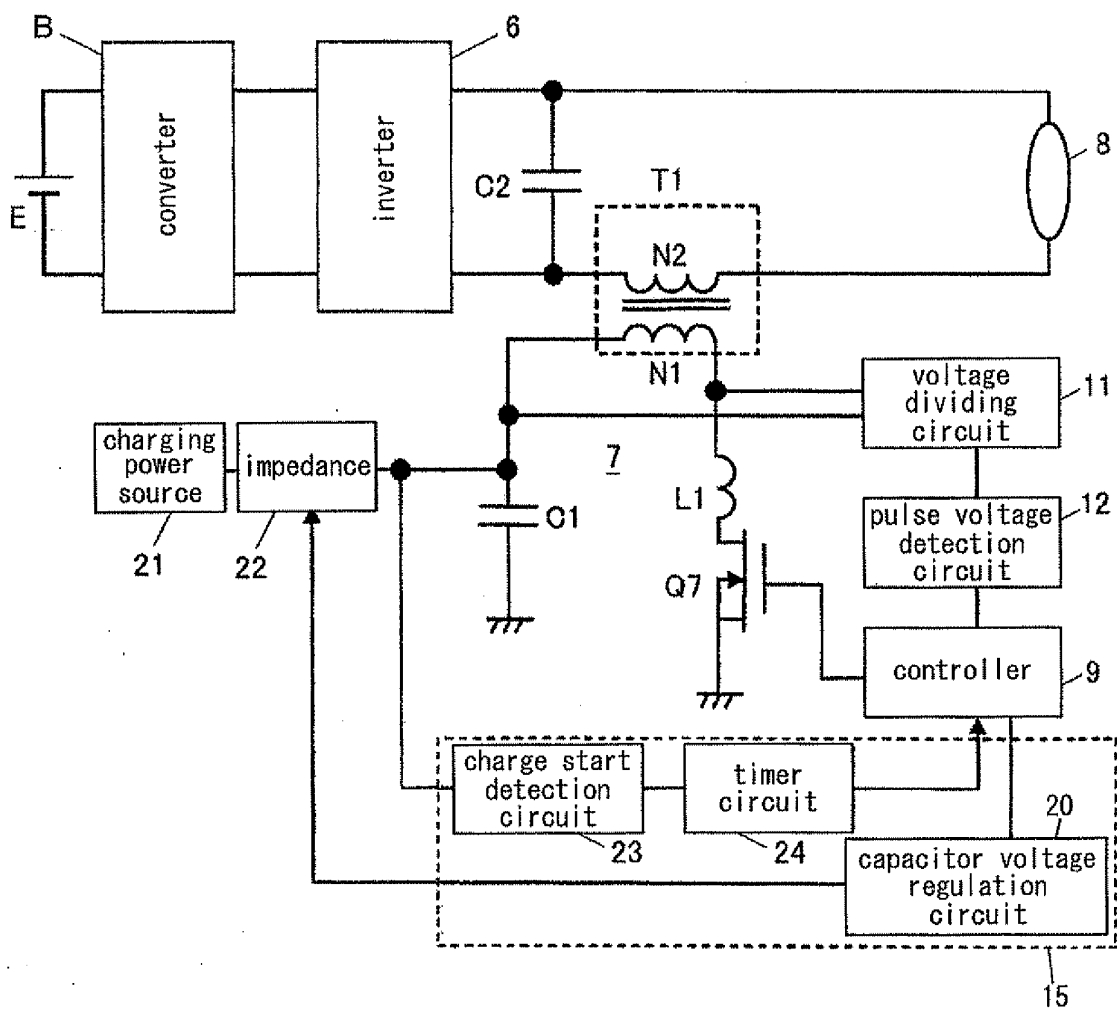 B
6
converter
inverter
E
C2
T1
8
N2
N1
voltage
dividing
circuit
11
charging
power
source
impedance
7
L1
C1
21
22
pulse voltage
detection
circuit
12
Q7
controller
9
charge start
detection
circuit
timer
circuit
23
24
20
capacitor voltage
regulation
circuit
15